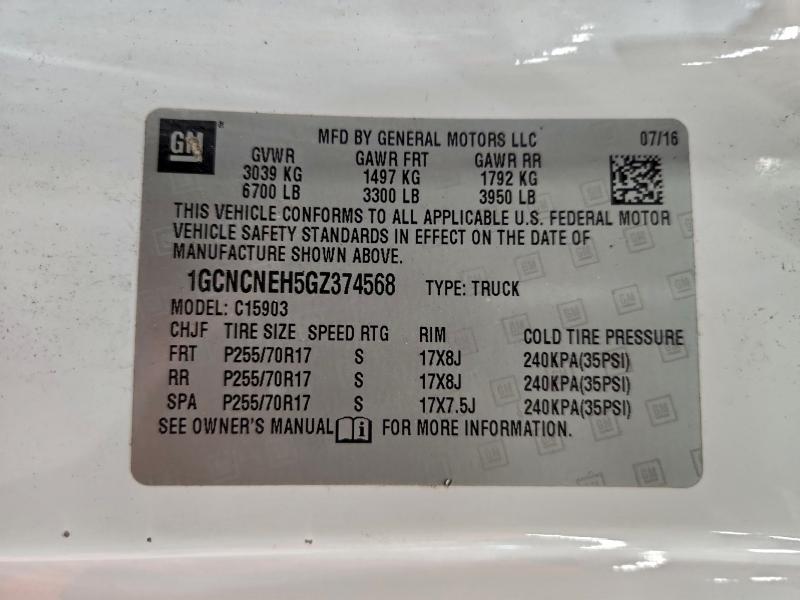 GM
MFD BY GENERAL MOTORS LLC 07/16
GVWR GAWR FRT GAWR RR
3039 KG 1497 KG 1792 KG
6700 LB 3300 LB 3950 LB
THIS VEHICLE CONFORMS TO ALL APPLICABLE U.S. FEDERAL MOTOR
VEHICLE SAFETY STANDARDS IN EFFECT ON THE DATE OF
MANUFACTURE SHOWN ABOVE.
1GCNCNEH5GZ374568 TYPE: TRUCK
MODEL: C15903
CHJF TIRE SIZE SPEED RTG RIM COLD TIRE PRESSURE
FRT P255/70R17 S 17X8J 240KPA(35PSI)
RR P255/70R17 S 17X8J 240KPA(35PSI)
SPA P255/70R17 S 17X7.5J 240KPA(35PSI)
SEE OWNER'S MANUAL FOR MORE INFORMATION.